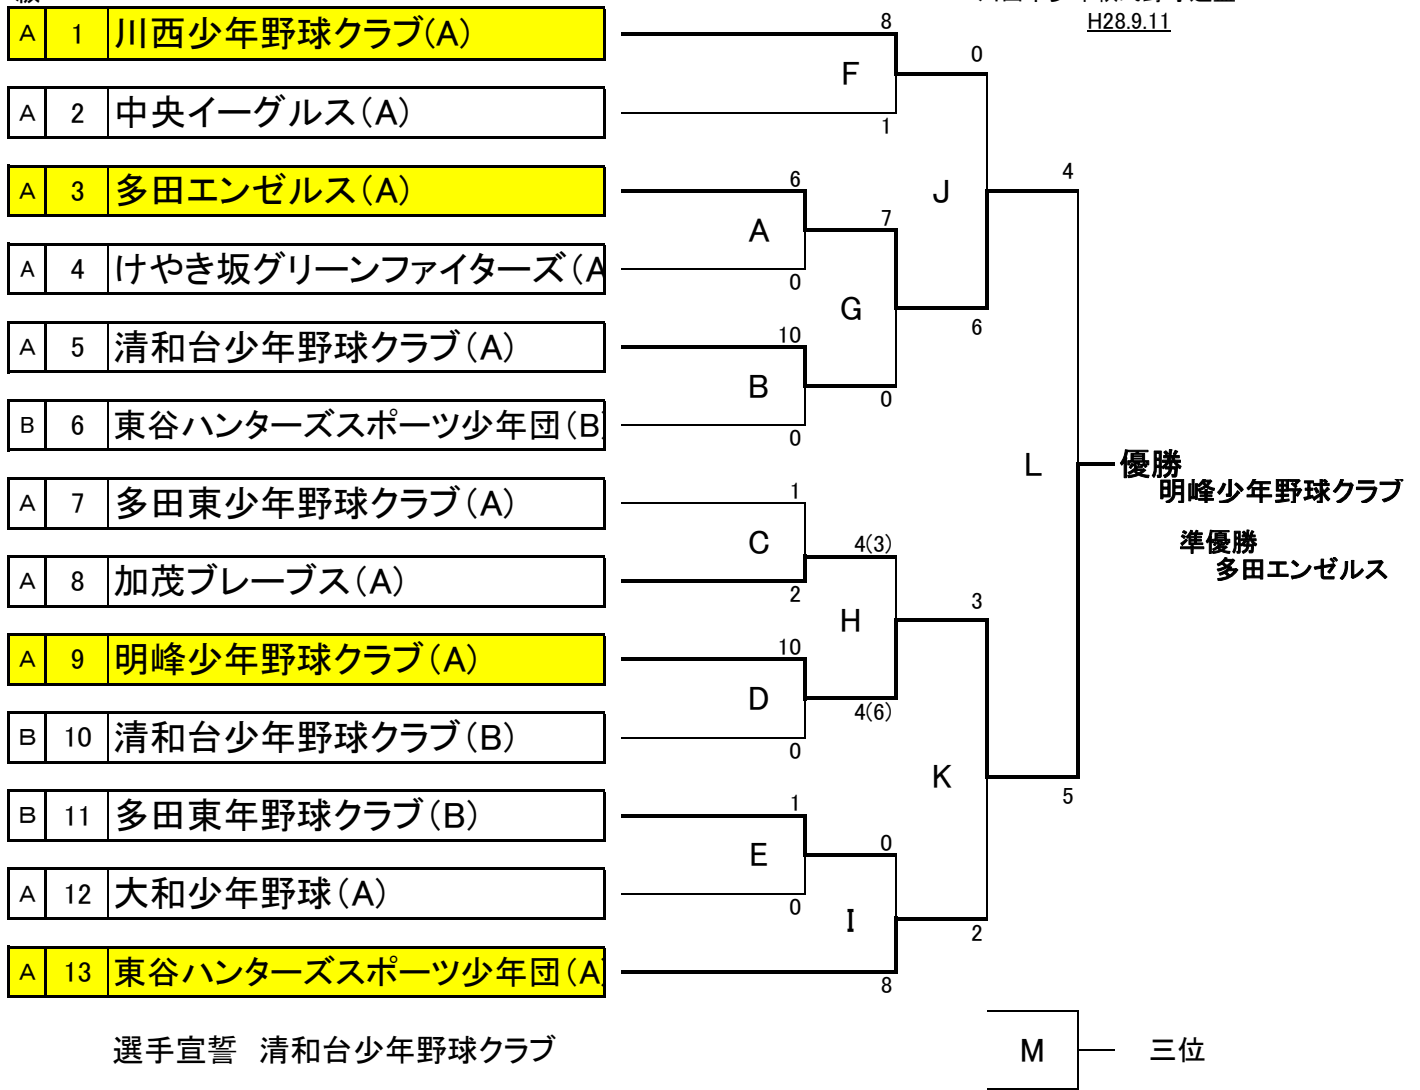 H28.9.11
A 1 川西少年野球クラブ(A)
A 2 中央イーグルス(A)
A 3 多田エンゼルス(A)
A 4 けやき坂グリーンファイターズ(A
A 5 清和台少年野球クラブ(A)
B 6 東谷ハンターズスポーツ少年団(B)
A 7 多田東少年野球クラブ(A)
A 8 加茂ブレーブス(A)
A 9 明峰少年野球クラブ(A)
B 10 清和台少年野球クラブ(B)
B 11 多田東年野球クラブ(B)
A 12 大和少年野球(A)
A 13 東谷ハンターズスポーツ少年団(A)
8
F
1
6
A
0
10
B
0
1
C
2
10
D
0
1
E
0
7
G
0
4(3)
H
4(6)
0
I
8
0
J
6
3
K
2
4
L
5
優勝
明峰少年野球クラブ
準優勝
多田エンゼルス
選手宣誓 清和台少年野球クラブ
M 三位